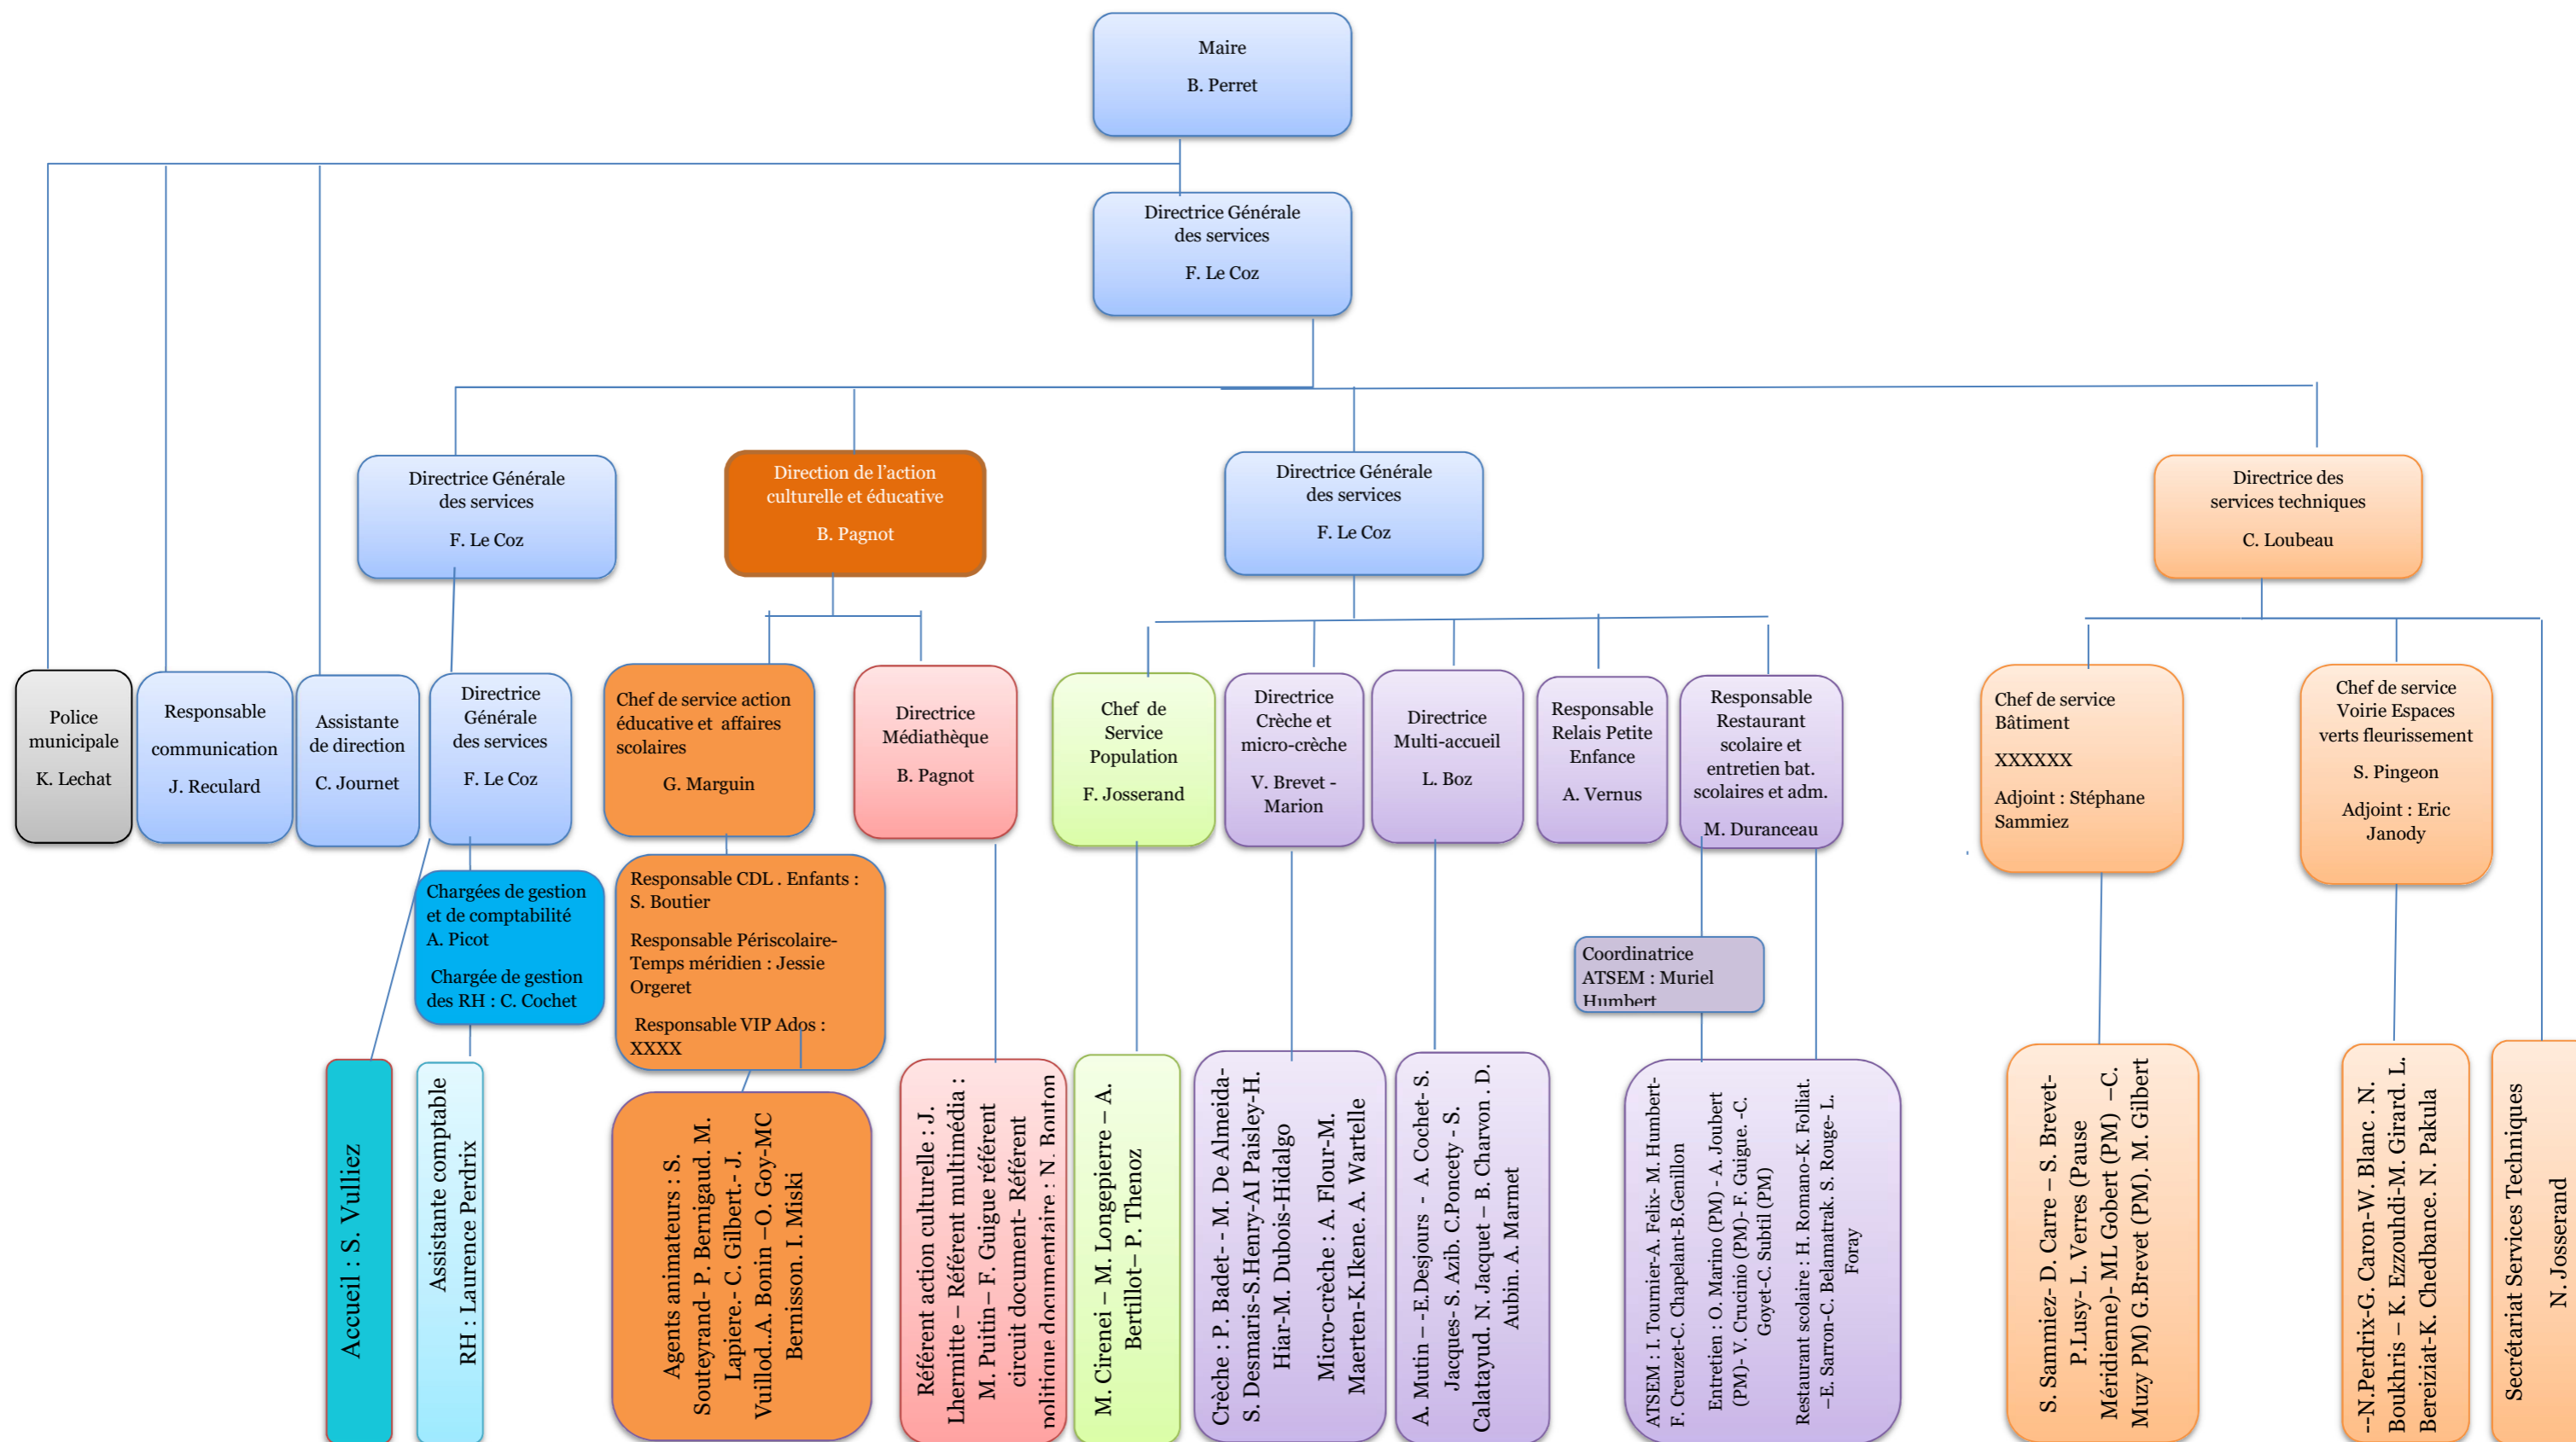 Maire
B. Perret
Directrice Générale
des services
F. Le Coz
Directrice Générale
des services
F. Le Coz
Direction de l’action
culturelle et éducative
B. Pagnot
Directrice Générale
des services
F. Le Coz
Directrice des
services techniques
C. Loubeau
Police
municipale
K. Lechat
Responsable
communication
J. Reculard
Assistante
de direction
C. Journet
Directrice
Générale
des services
F. Le Coz
Chef de service action
éducative et affaires
scolaires
G. Marguin
Directrice
Médiathèque
B. Pagnot
Chef de
Service
Population
F. Josserand
Directrice
Crèche et
micro-crèche
V. Brevet -
Marion
Directrice
Multi-accueil
L. Boz
Responsable
Relais Petite
Enfance
A. Vernus
Responsable
Restaurant
scolaire et
entretien bat.
scolaires et adm.
M. Duranceau
Chef de service
Bâtiment
XXXXXX
Adjoint : Stéphane
Sammiez
Chef de service
Voirie Espaces
verts fleurissement
S. Pingeon
Adjoint : Eric
Janody
Chargées de gestion
et de comptabilité
A. Picot
Chargée de gestion
des RH : C. Cochet
Responsable CDL . Enfants :
S. Boutier
Responsable Périscolaire-
Temps méridien : Jessie
Orgeret
Responsable VIP Ados :
XXXX
Coordinatrice
ATSEM : Muriel
Humbert
Accueil : S. Vulliez
Assistante comptable
RH : Laurence Perdrix
Agents animateurs : S.
Souteyrand- P. Bernigaud. M.
Lapiere.- C. Gilbert.- J.
Vuillod..A. Bonin –O. Goy-MC
Bernisson. I. Miski
Référent action culturelle : J.
Lhermitte – Référent multimédia :
M. Puitin– F. Guigue référent
circuit document- Référent
politique documentaire : N. Bouton
M. Cirenei – M. Longepierre – A.
Bertillot– P. Thenoz
Crèche : P. Badet- - M. De Almeida-
S. Desmaris-S.Henry-AI Paisley-H.
Hiar-M. Dubois-Hidalgo
Micro-crèche : A. Flour-M.
Maerten-K.Ikene. A. Wartelle
A. Mutin – -E.Desjours - A. Cochet- S.
Jacques- S. Azib. C.Poncety - S.
Calatayud. N. Jacquet – B. Charvon . D.
Aubin. A. Marmet
ATSEM : I. Tournier-A. Felix- M. Humbert-
F. Creuzet-C. Chapelant-B.Genillon
Entretien : O. Marino (PM) - A. Joubert
(PM)- V. Crucinio (PM)- F. Guigue. -C.
Goyet-C. Subtil (PM)
Restaurant scolaire : H. Romano-K. Folliat.
–E. Sarron-C. Belamatrak. S. Rouge- L.
Foray
S. Sammiez- D. Carre – S. Brevet-
P.Lusy- L. Verres (Pause
Méridienne)- ML Gobert (PM) –C.
Muzy PM) G.Brevet (PM). M. Gilbert
--N.Perdrix-G. Caron-W. Blanc . N.
Boukhris – K. Ezzouhdi-M. Girard. L.
Bereiziat-K. Chedbance. N. Pakula
Secrétariat Services Techniques
N. Josserand